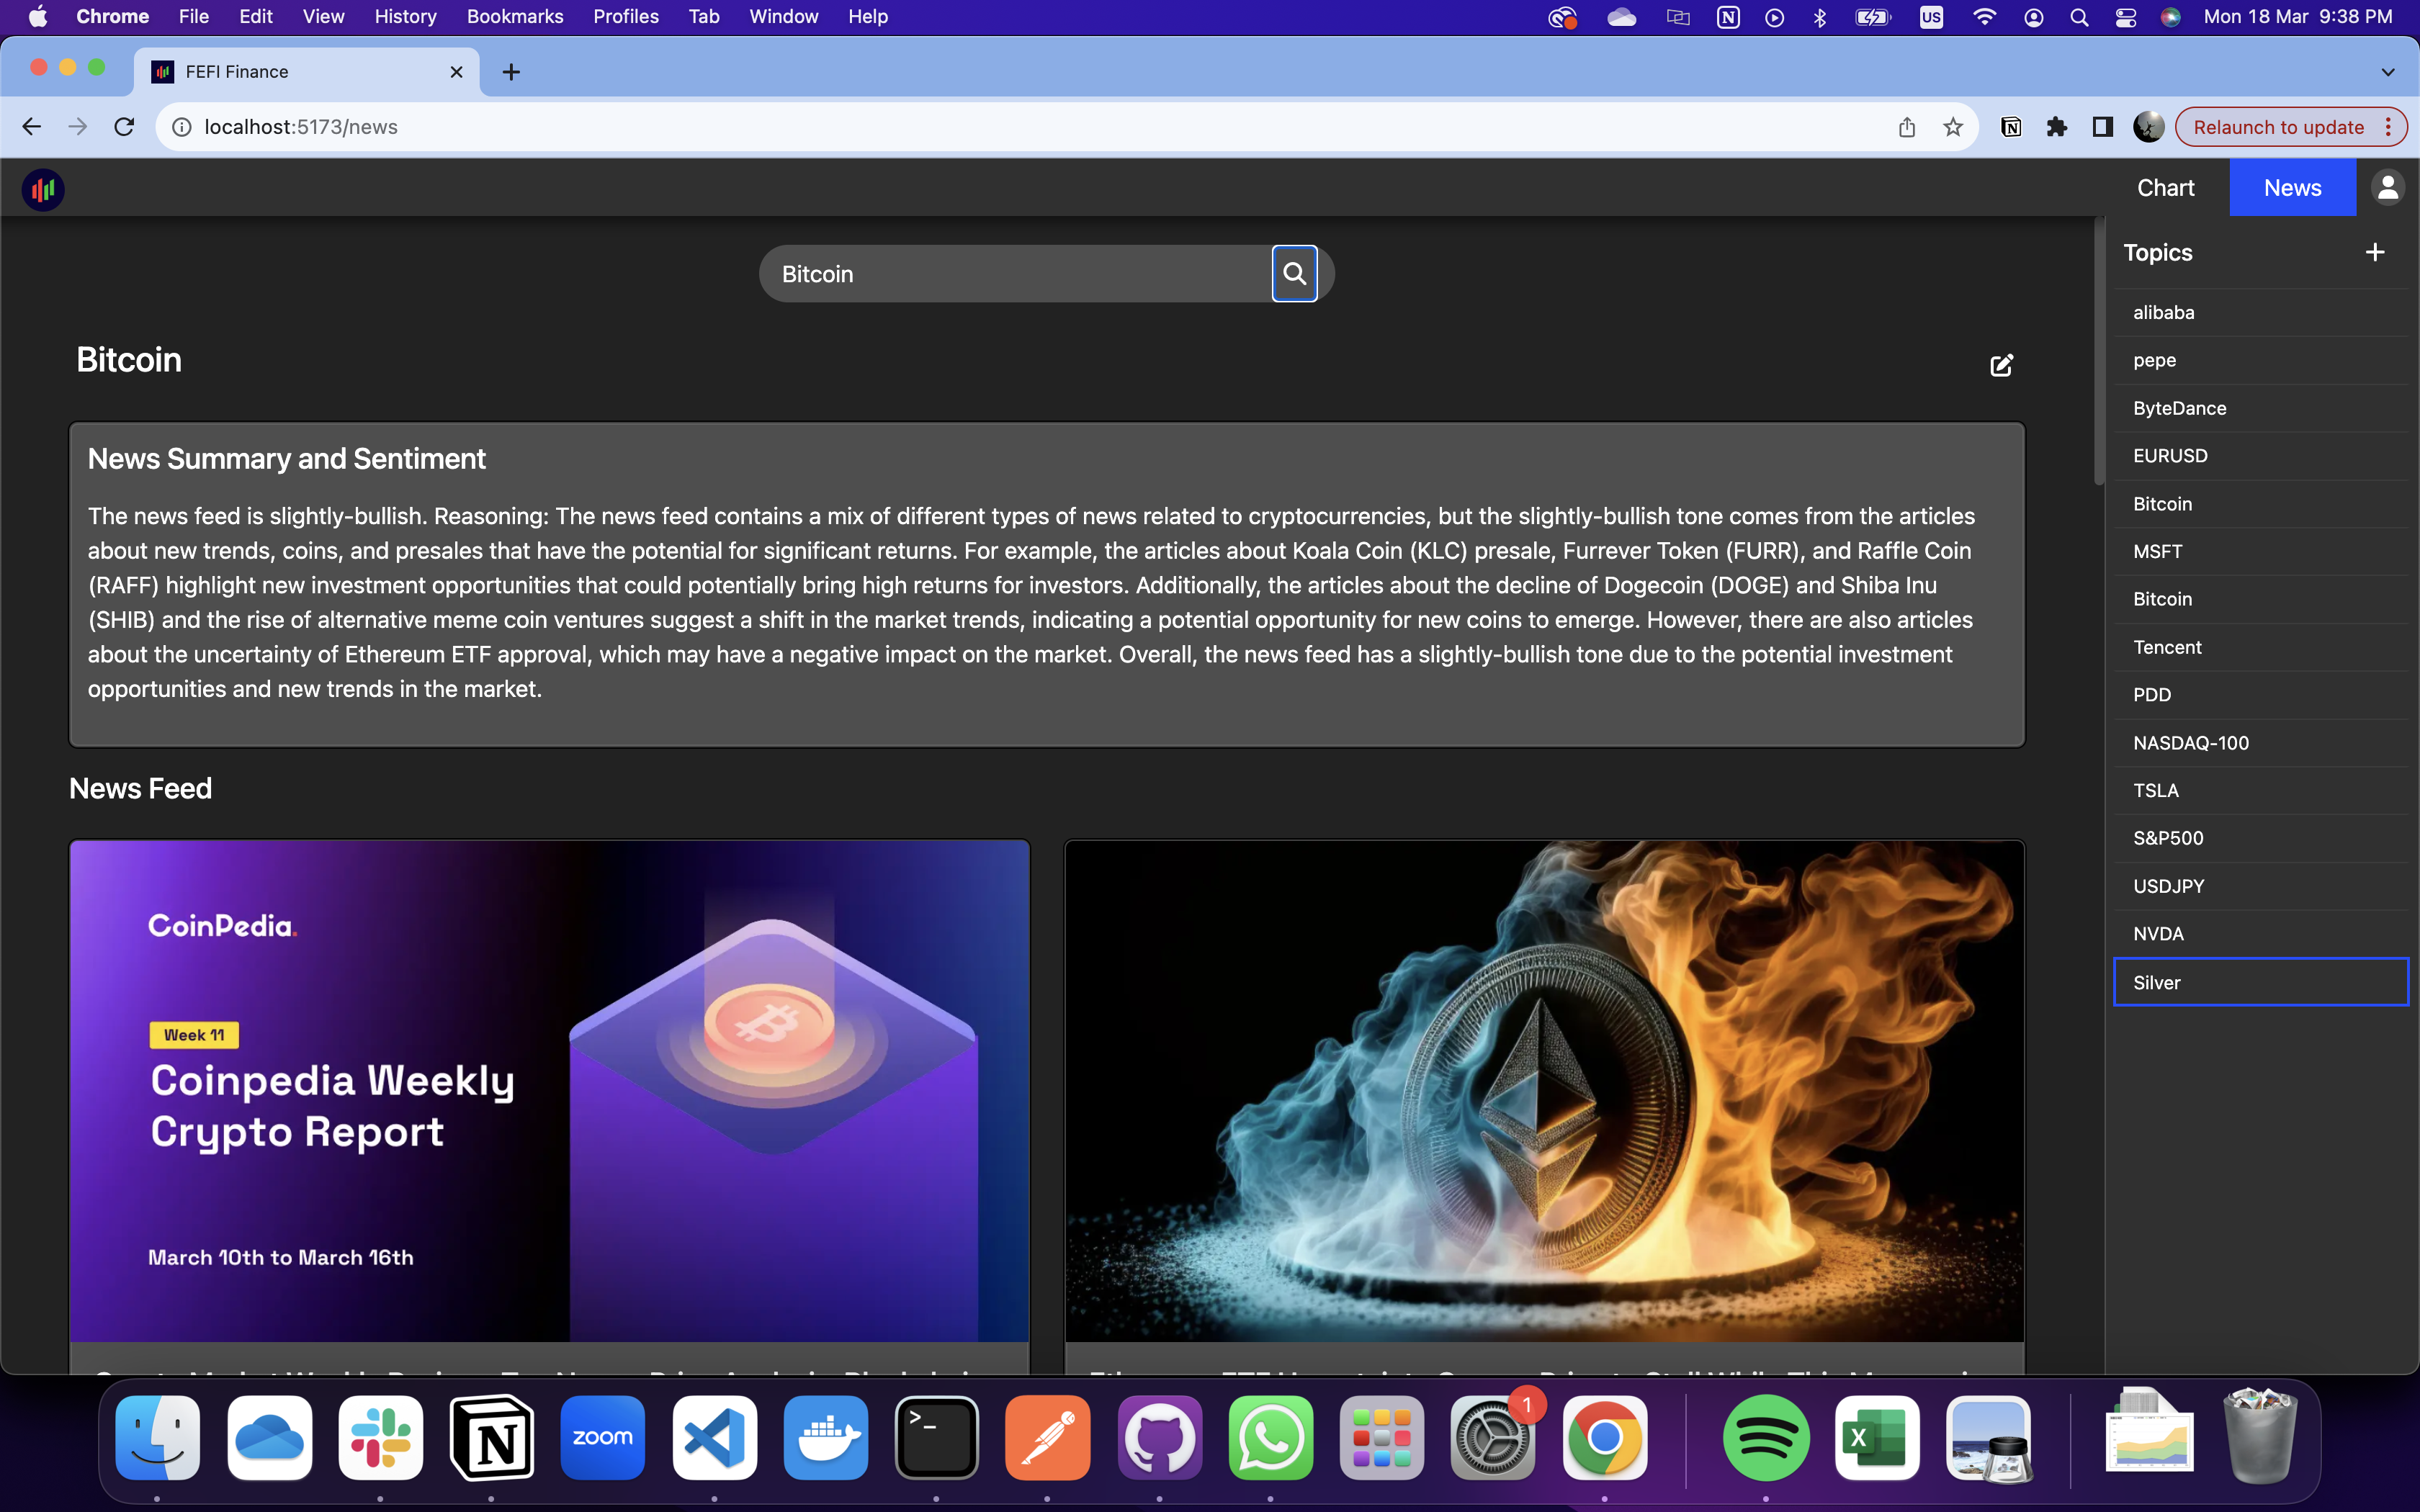 Chrome File Edit View History Bookmarks Profiles Tab Window Help US Mon 18 Mar 9:38 PM
FEFI Finance
localhost:5173/news
Relaunch to update
Chart
News
Bitcoin
Bitcoin
News Summary and Sentiment
The news feed is slightly-bullish. Reasoning: The news feed contains a mix of different types of news related to cryptocurrencies, but the slightly-bullish tone comes from the articles
about new trends, coins, and presales that have the potential for significant returns. For example, the articles about Koala Coin (KLC) presale, Furrever Token (FURR), and Raffle Coin
(RAFF) highlight new investment opportunities that could potentially bring high returns for investors. Additionally, the articles about the decline of Dogecoin (DOGE) and Shiba Inu
(SHIB) and the rise of alternative meme coin ventures suggest a shift in the market trends, indicating a potential opportunity for new coins to emerge. However, there are also articles
about the uncertainty of Ethereum ETF approval, which may have a negative impact on the market. Overall, the news feed has a slightly-bullish tone due to the potential investment
opportunities and new trends in the market.
News Feed
CoinPedia.
Week 11
Coinpedia Weekly
Crypto Report
March 10th to March 16th
Topics
alibaba
pepe
ByteDance
EURUSD
Bitcoin
MSFT
Bitcoin
Tencent
PDD
NASDAQ-100
TSLA
S&P500
USDJPY
NVDA
Silver
zoom
1